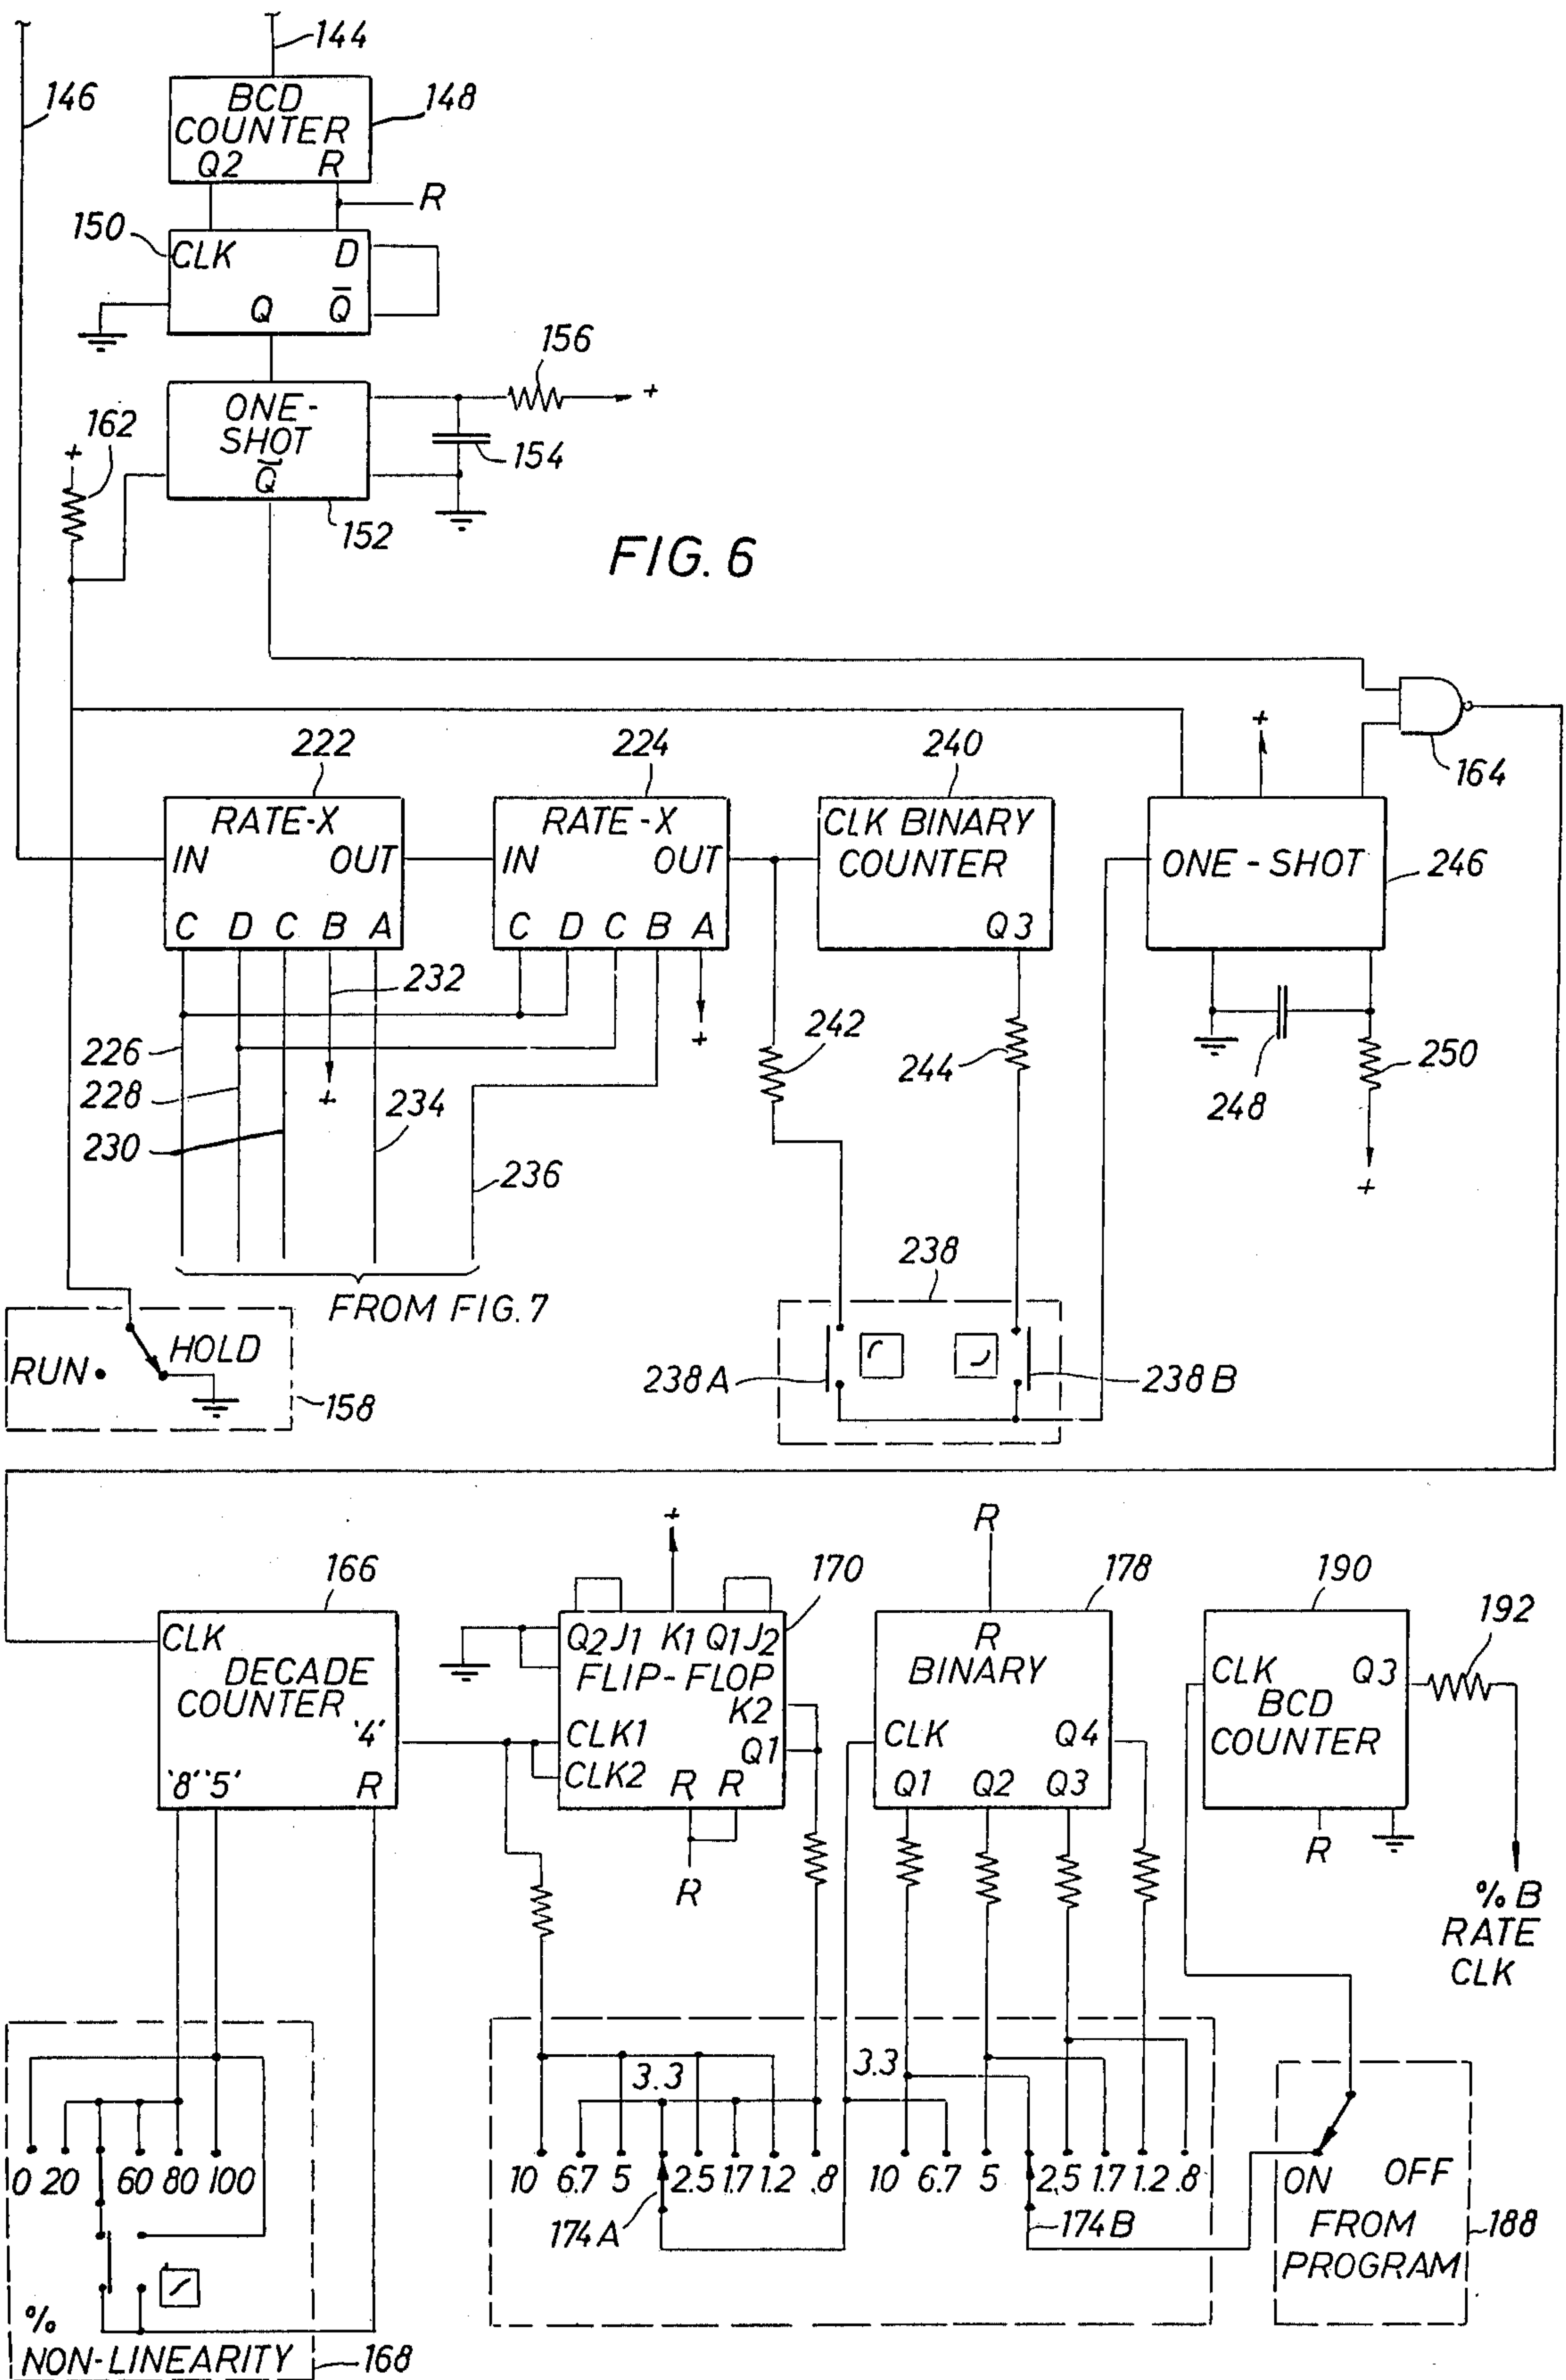 144
146
BCD
COUNTER
Q2 R
148
R
150
CLK D
Q Q̅
156
+
ONE-
SHOT
Q̅
162
+
154
152
FIG. 6
164
222
224
240
+
RATE-X
IN OUT
C D C B A
RATE-X
IN OUT
C D C B A
CLK BINARY
COUNTER
Q3
ONE-SHOT
246
232
226
228
230
+
234
+
242
244
248
250
236
+
238
FROM FIG. 7
RUN
HOLD
158
238A
238B
166
+
170
R
178
190
192
CLK
DECADE
COUNTER
'4'
'8' '5' R
Q2 J1 K1 Q1 J2
FLIP-FLOP
K2
CLK1
Q1
CLK2
R R
R
R
BINARY
CLK Q4
Q1 Q2 Q3
CLK Q3
BCD
COUNTER
R
% B
RATE
CLK
3.3
3.3
0 20 60 80 100
10 6.7 5 2.5 1.7 1.2 .8
10 6.7 5 2.5 1.7 1.2 .8
174A
174B
ON OFF
FROM
PROGRAM
188
%
NON-LINEARITY
168